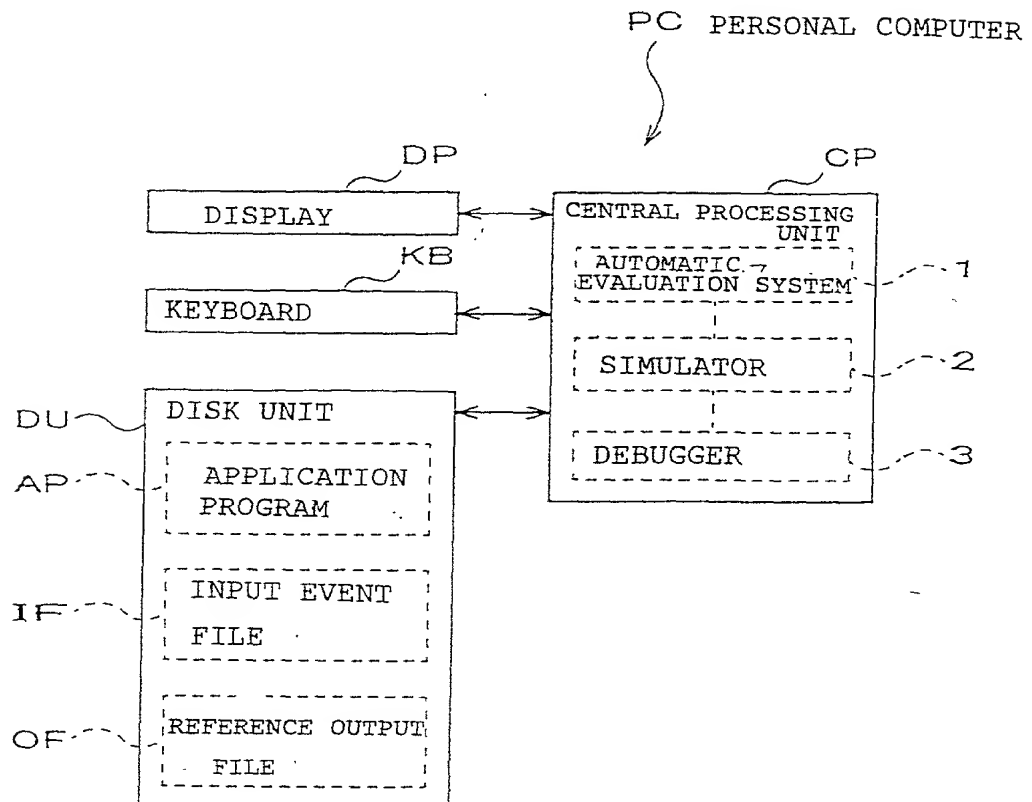 PC PERSONAL COMPUTER
DP
CP
DISPLAY
CENTRAL PROCESSING
UNIT
KB
AUTOMATIC
EVALUATION SYSTEM
1
KEYBOARD
SIMULATOR
2
DU
DISK UNIT
DEBUGGER
3
AP
APPLICATION
PROGRAM
IF
INPUT EVENT
FILE
OF
REFERENCE OUTPUT
FILE